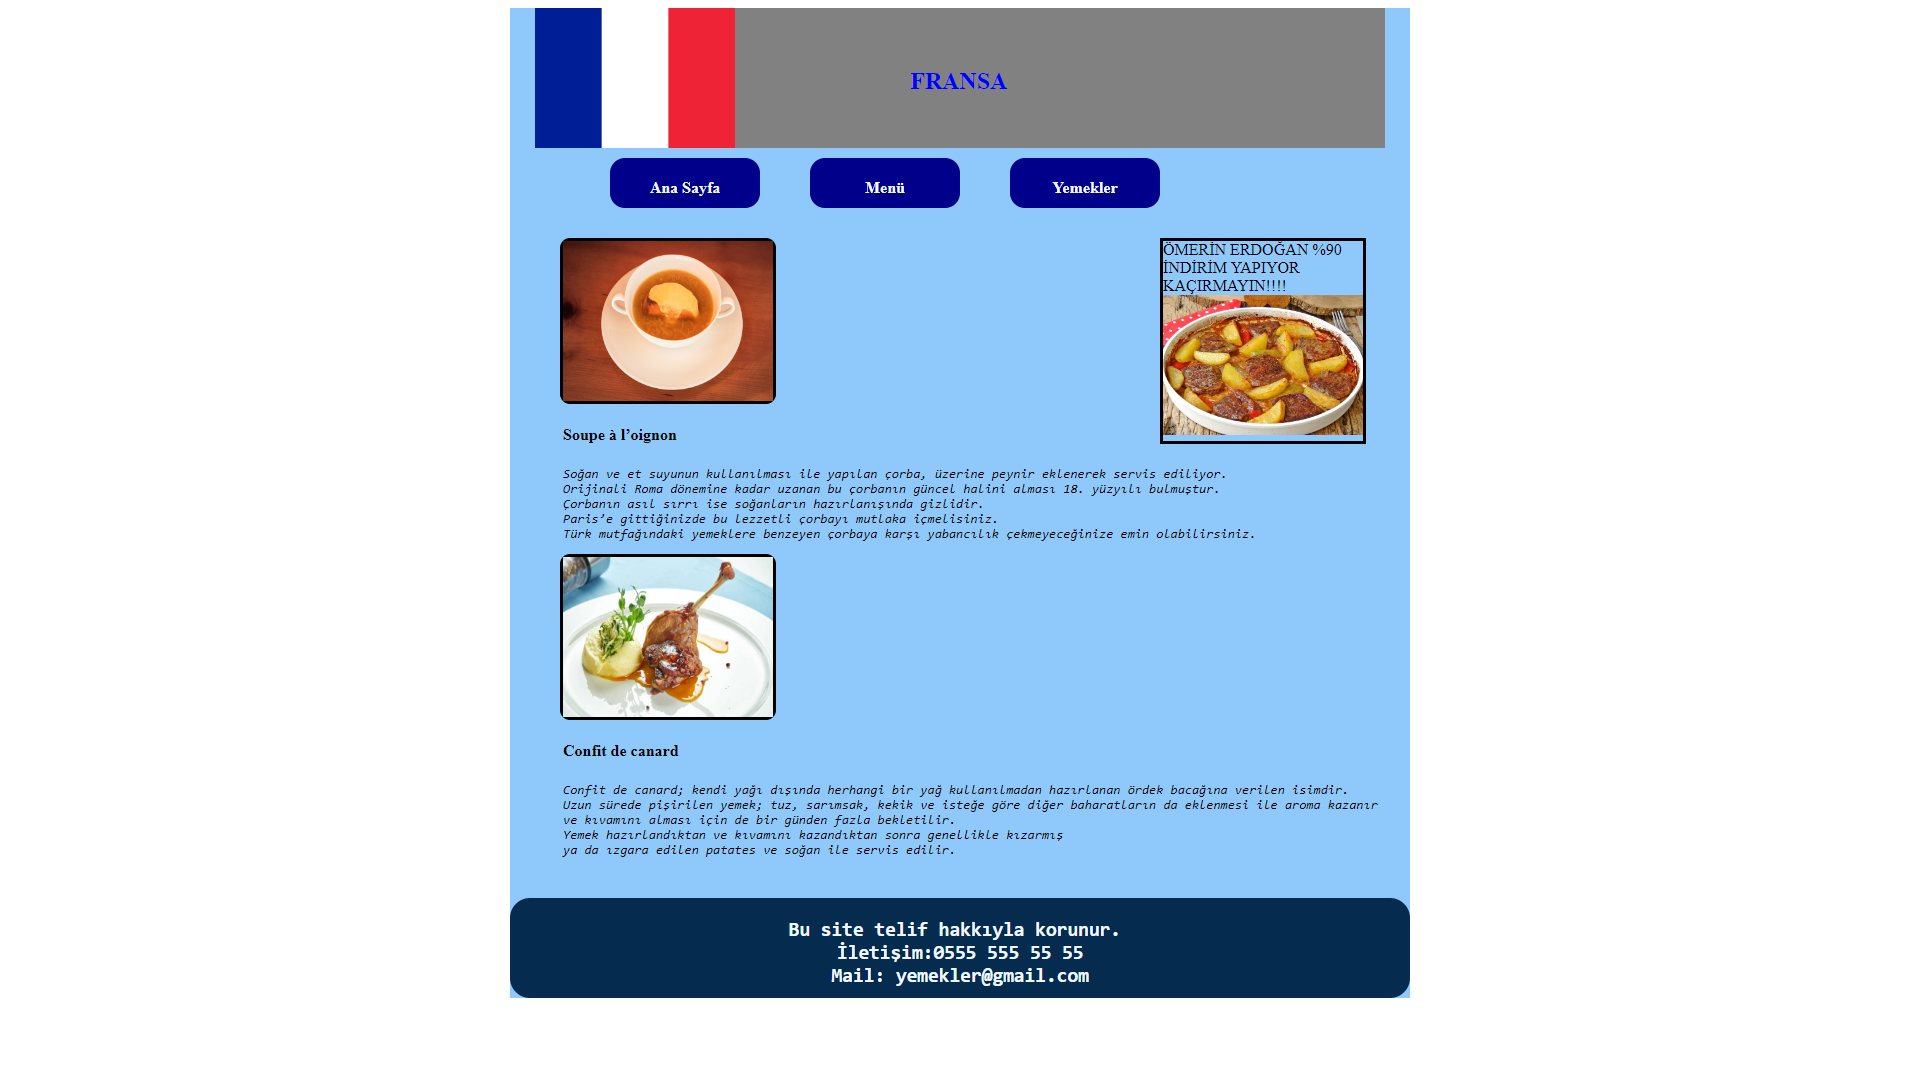 FRANSA
Ana Sayfa
Menü
Yemekler
ÖMERİN ERDOĞAN %90
İNDİRİM YAPIYOR
KAÇIRMAYIN!!!!
Soupe à l’oignon
Soğan ve et suyunun kullanılması ile yapılan çorba, üzerine peynir eklenerek servis ediliyor.
Orijinali Roma dönemine kadar uzanan bu çorbanın güncel halini alması 18. yüzyılı bulmuştur.
Çorbanın asıl sırrı ise soğanların hazırlanışında gizlidir.
Paris’e gittiğinizde bu lezzetli çorbayı mutlaka içmelisiniz.
Türk mutfağındaki yemeklere benzeyen çorbaya karşı yabancılık çekmeyeceğinize emin olabilirsiniz.
Confit de canard
Confit de canard; kendi yağı dışında herhangi bir yağ kullanılmadan hazırlanan ördek bacağına verilen isimdir.
Uzun sürede pişirilen yemek; tuz, sarımsak, kekik ve isteğe göre diğer baharatların da eklenmesi ile aroma kazanır
ve kıvamını alması için de bir günden fazla bekletilir.
Yemek hazırlandıktan ve kıvamını kazandıktan sonra genellikle kızarmış
ya da ızgara edilen patates ve soğan ile servis edilir.
Bu site telif hakkıyla korunur.
İletişim:0555 555 55 55
Mail: yemekler@gmail.com